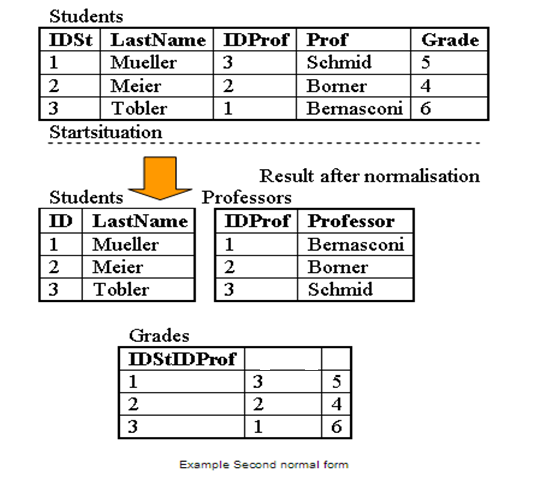 Students
IDSt LastName IDProf Prof Grade
1 Mueller 3 Schmid 5
2 Meier 2 Borner 4
3 Tobler 1 Bernasconi 6
Startsituation
Result after normalisation
Students Professors
ID LastName IDProf Professor
1 Mueller 1 Bernasconi
2 Meier 2 Borner
3 Tobler 3 Schmid
Grades
IDStIDProf
1 3 5
2 2 4
3 1 6
Example Second normal form